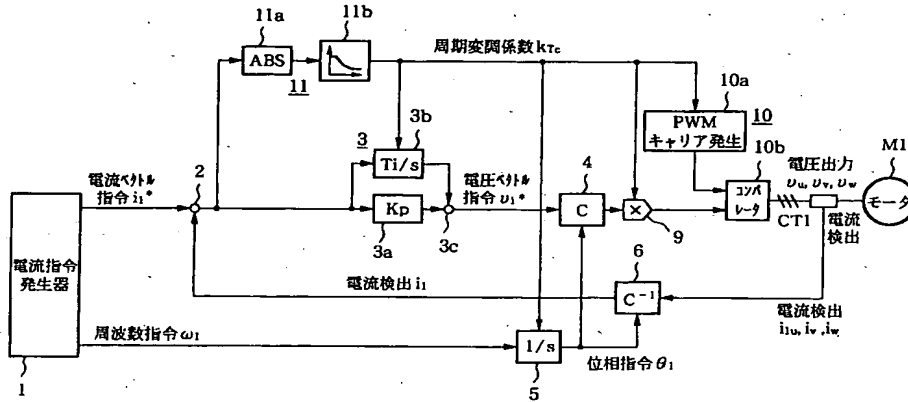 11a
11b
ABS
11
周期変関係数 kTc
10a
PWM
キャリア発生
10
3
3b
Ti/s
10b
M1
電流ベクトル
指令 i1*
2
電圧ベクトル
指令 υ1*
4
電圧出力
υu, υv, υw
Kp
C
×
コンパ
レータ
モータ
3a
3c
9
CT1
電流
検出
電流指令
発生器
6
電流検出 i1
C⁻¹
電流検出
i1u, iv, iw
周波数指令 ω1
1/s
位相指令 θ1
1
5